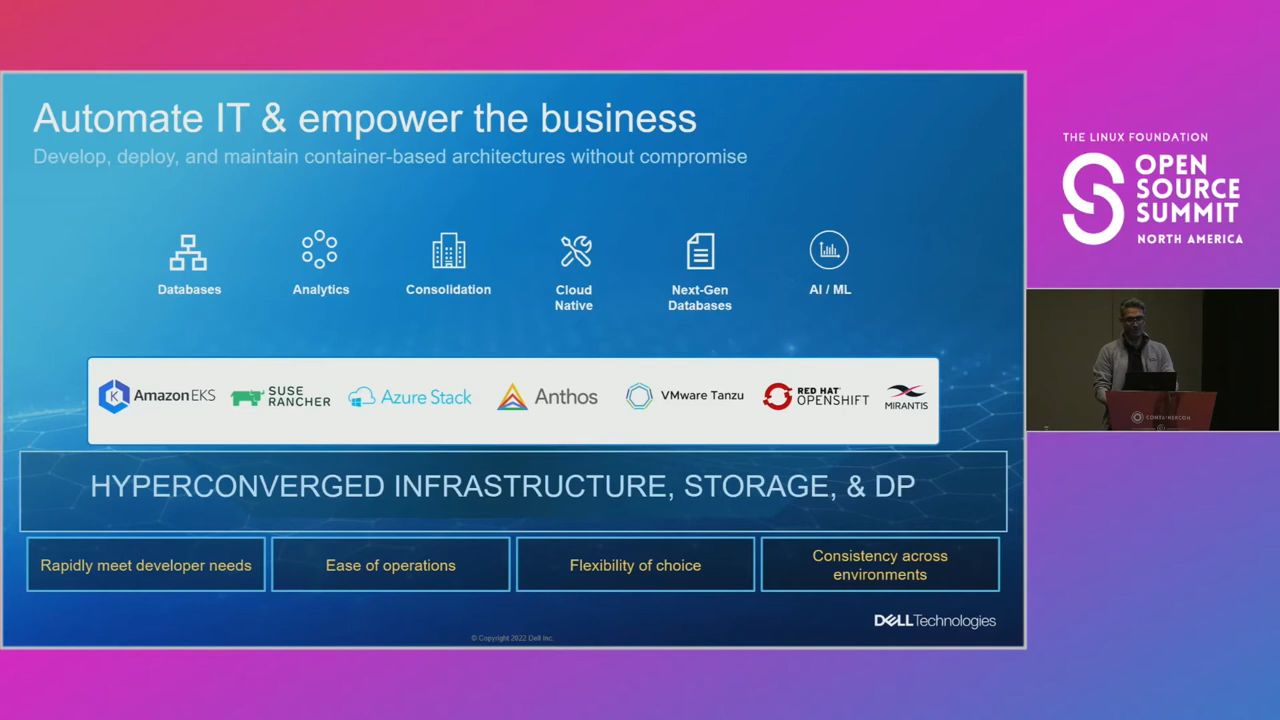 Automate IT & empower the business
Develop, deploy, and maintain container-based architectures without compromise
Databases
Analytics
Consolidation
Cloud
Native
Next-Gen
Databases
AI / ML
Amazon EKS
SUSE
RANCHER
Azure Stack
Anthos
VMware Tanzu
RED HAT
OPENSHIFT
MIRANTIS
HYPERCONVERGED INFRASTRUCTURE, STORAGE, & DP
Rapidly meet developer needs
Ease of operations
Flexibility of choice
Consistency across
environments
DELLTechnologies
© Copyright 2022 Dell Inc.
THE LINUX FOUNDATION
OPEN
SOURCE
SUMMIT
NORTH AMERICA
CONTAINERCON